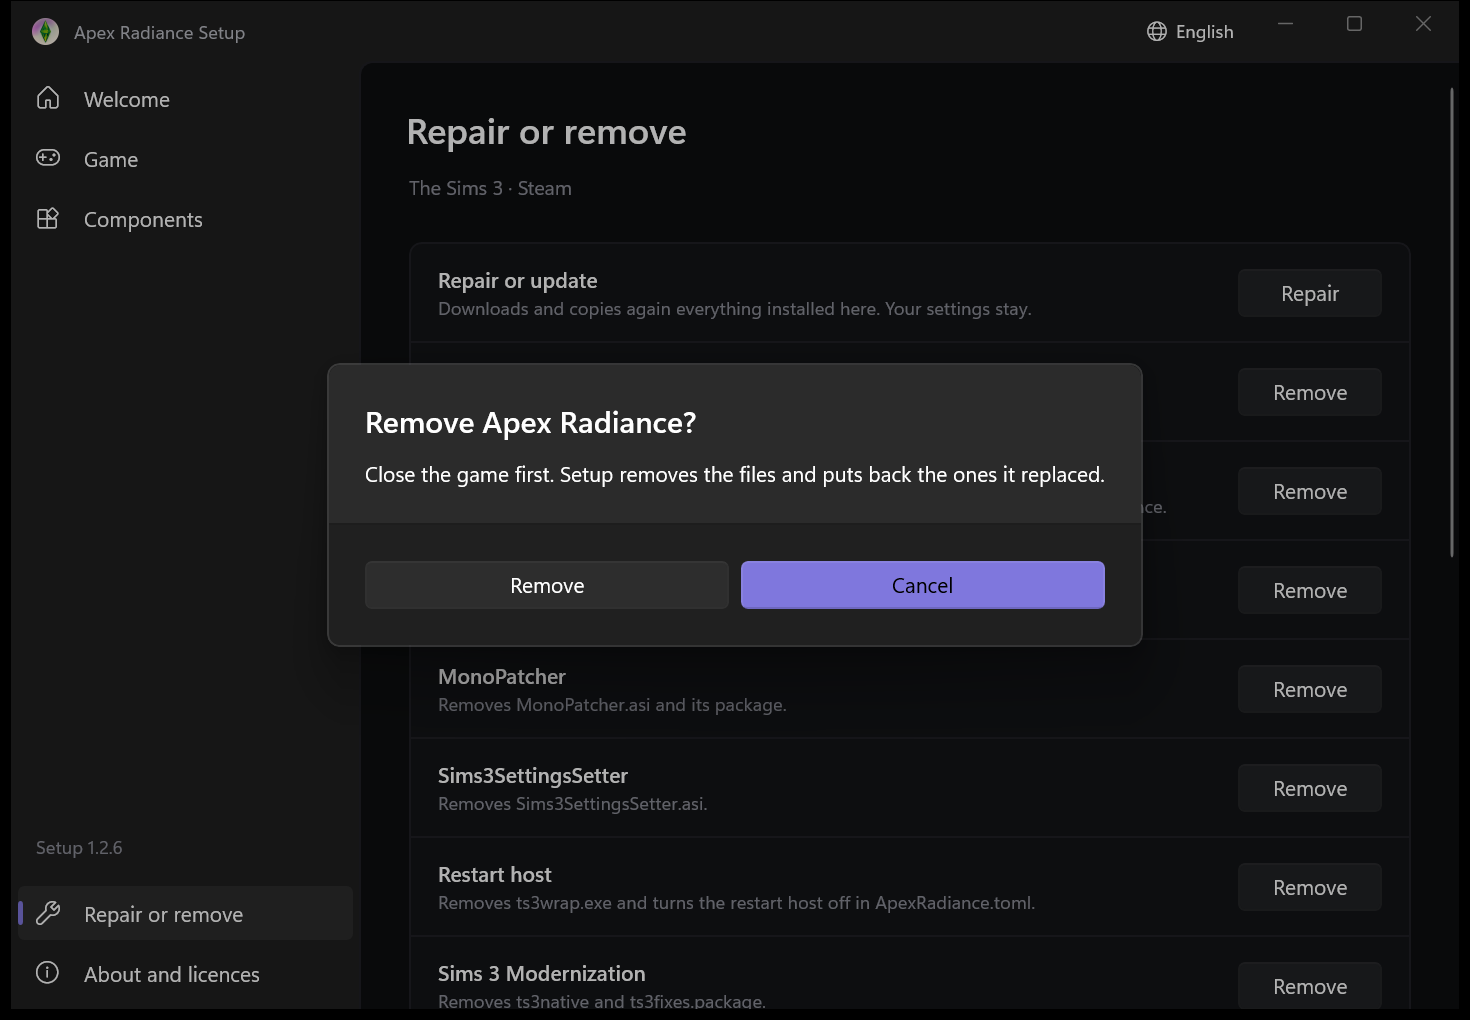 Apex Radiance Setup
English
Welcome
Game
Components
Setup 1.2.6
Repair or remove
About and licences
Repair or remove
The Sims 3 · Steam
Repair or update
Downloads and copies again everything installed here. Your settings stay.
Repair
Remove
Remove
Remove
Remove Apex Radiance?
Close the game first. Setup removes the files and puts back the ones it replaced.
Remove
Cancel
MonoPatcher
Removes MonoPatcher.asi and its package.
Remove
Sims3SettingsSetter
Removes Sims3SettingsSetter.asi.
Remove
Restart host
Removes ts3wrap.exe and turns the restart host off in ApexRadiance.toml.
Remove
Sims 3 Modernization
Removes ts3native and ts3fixes.package.
Remove